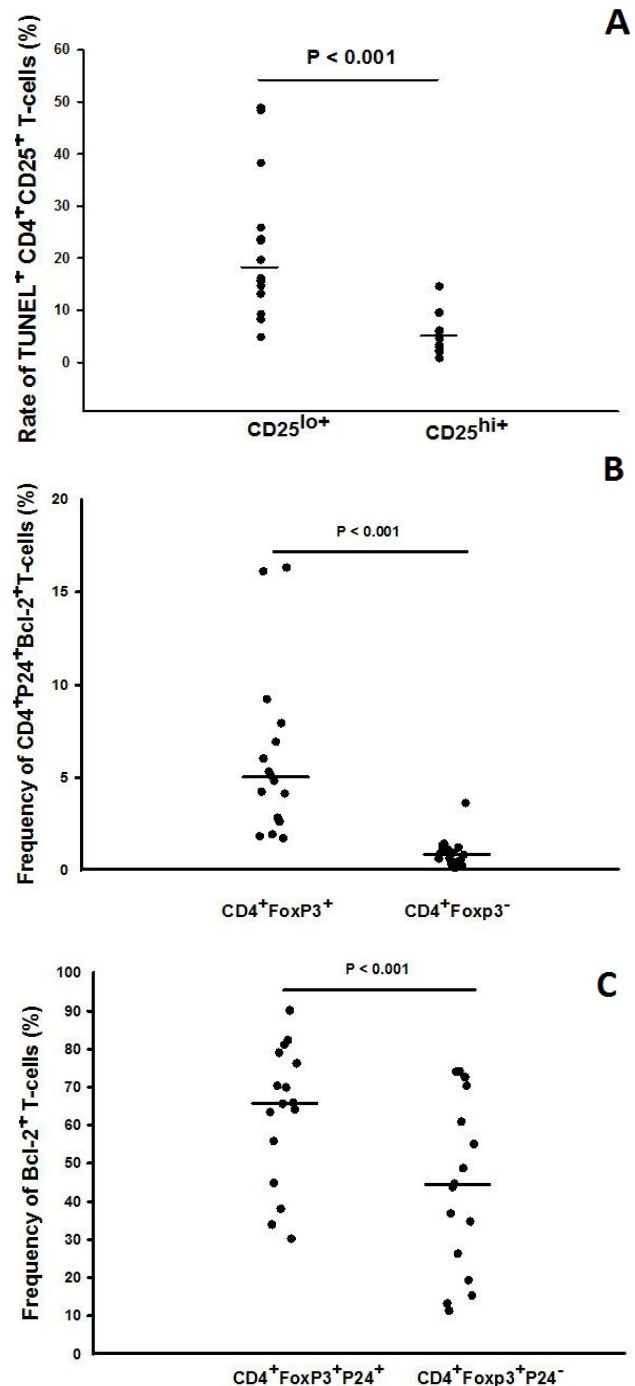 A
P < 0.001
Rate of TUNEL⁺ CD4⁺CD25⁺ T-cells (%)
60
50
40
30
20
10
0
CD25ˡᵒ⁺ CD25ʰⁱ⁺
B
P < 0.001
Frequency of CD4⁺P24⁺Bcl-2⁺T-cells (%)
20
15
10
5
0
CD4⁺FoxP3⁺ CD4⁺Foxp3⁻
C
P < 0.001
Frequency of Bcl-2⁺ T-cells (%)
100
90
80
70
60
50
40
30
20
10
0
CD4⁺FoxP3⁺P24⁺ CD4⁺Foxp3⁺P24⁻